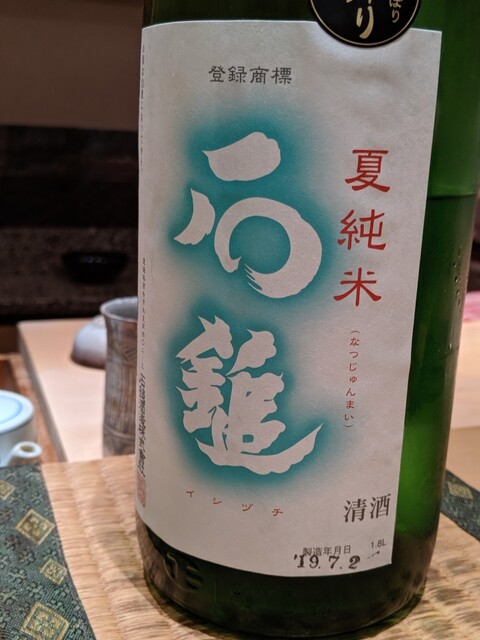 登録商標
夏純米
(なつじゅんまい)
石鎚
イシヅチ
清酒
製造年月日
1.8L
'19.7.2